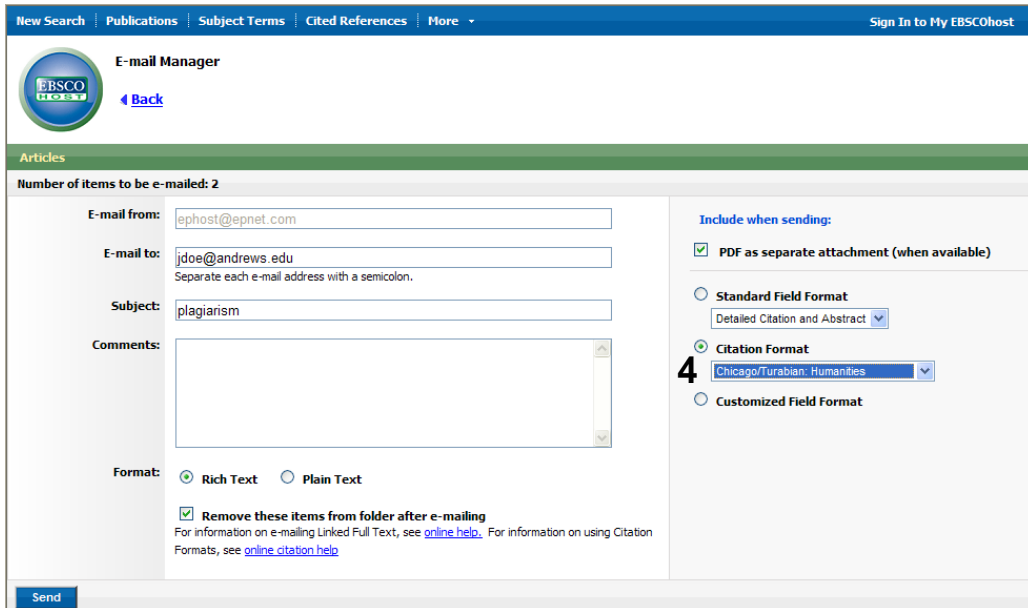 New Search Publications Subject Terms Cited References More Sign In to My EBSCOhost
EBSCO
HOST
E-mail Manager
Back
Articles
Number of items to be e-mailed: 2
E-mail from: ephost@epnet.com
E-mail to: jdoe@andrews.edu
Separate each e-mail address with a semicolon.
Subject: plagiarism
Comments:
Format: Rich Text Plain Text
Remove these items from folder after e-mailing
For information on e-mailing Linked Full Text, see online help. For information on using Citation
Formats, see online citation help
Send
Include when sending:
PDF as separate attachment (when available)
Standard Field Format
Detailed Citation and Abstract
Citation Format
4 Chicago/Turabian: Humanities
Customized Field Format